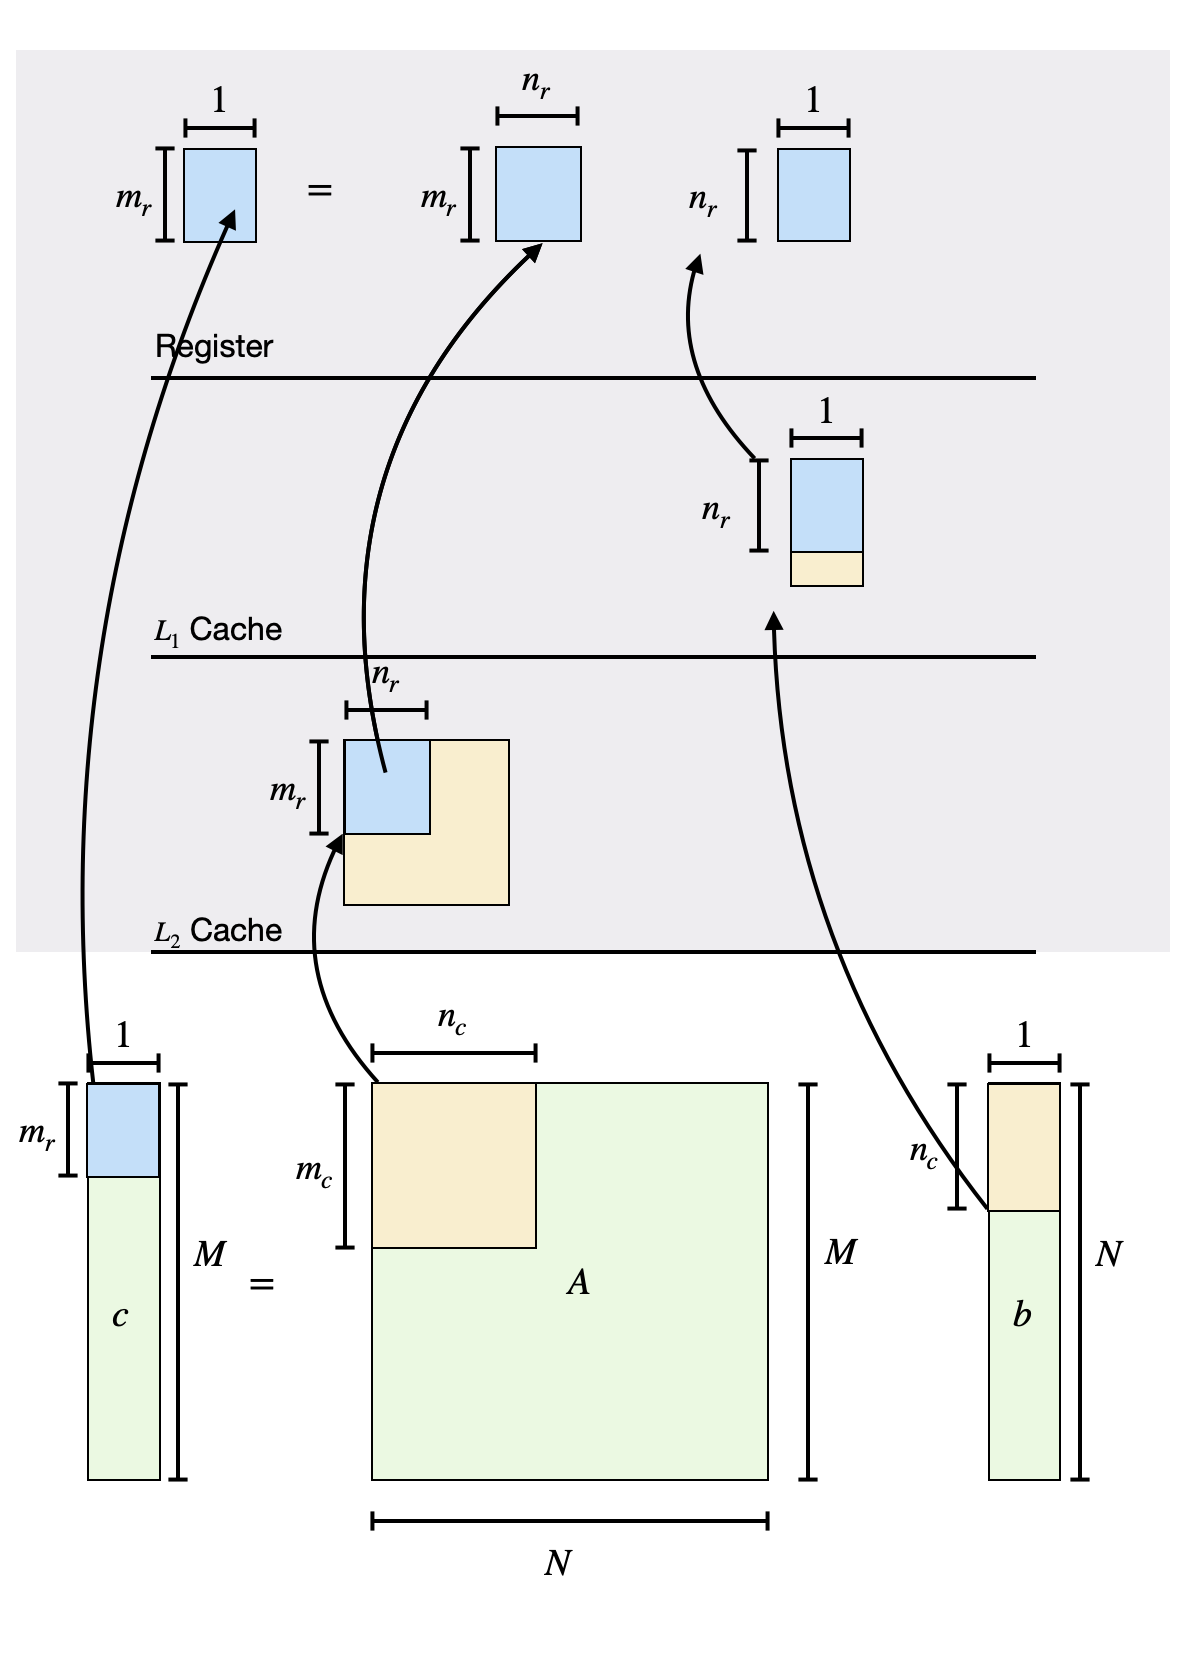 1 n_r 1
m_r = m_r n_r
Register
1
n_r
L_1 Cache
n_r
m_r
L_2 Cache
n_c
1 1
m_r m_c n_c
M = A M N
c b
N